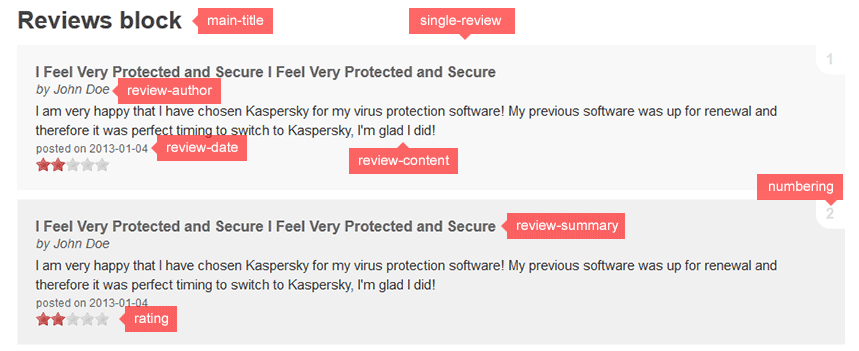 Reviews block
main-title
single-review
1
I Feel Very Protected and Secure I Feel Very Protected and Secure
by John Doe
review-author
I am very happy that I have chosen Kaspersky for my virus protection software! My previous software was up for renewal and
therefore it was perfect timing to switch to Kaspersky, I'm glad I did!
posted on 2013-01-04
review-date
review-content
numbering
2
I Feel Very Protected and Secure I Feel Very Protected and Secure
review-summary
by John Doe
I am very happy that I have chosen Kaspersky for my virus protection software! My previous software was up for renewal and
therefore it was perfect timing to switch to Kaspersky, I'm glad I did!
posted on 2013-01-04
rating